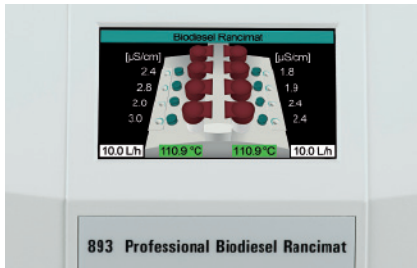 Biodiesel Rancimat
[µS/cm] [µS/cm]
2.4 1.8
2.8 1.9
2.0 2.4
3.0 2.4
10.0 L/h 110.9 °C 110.9 °C 10.0 L/h
893 Professional Biodiesel Rancimat